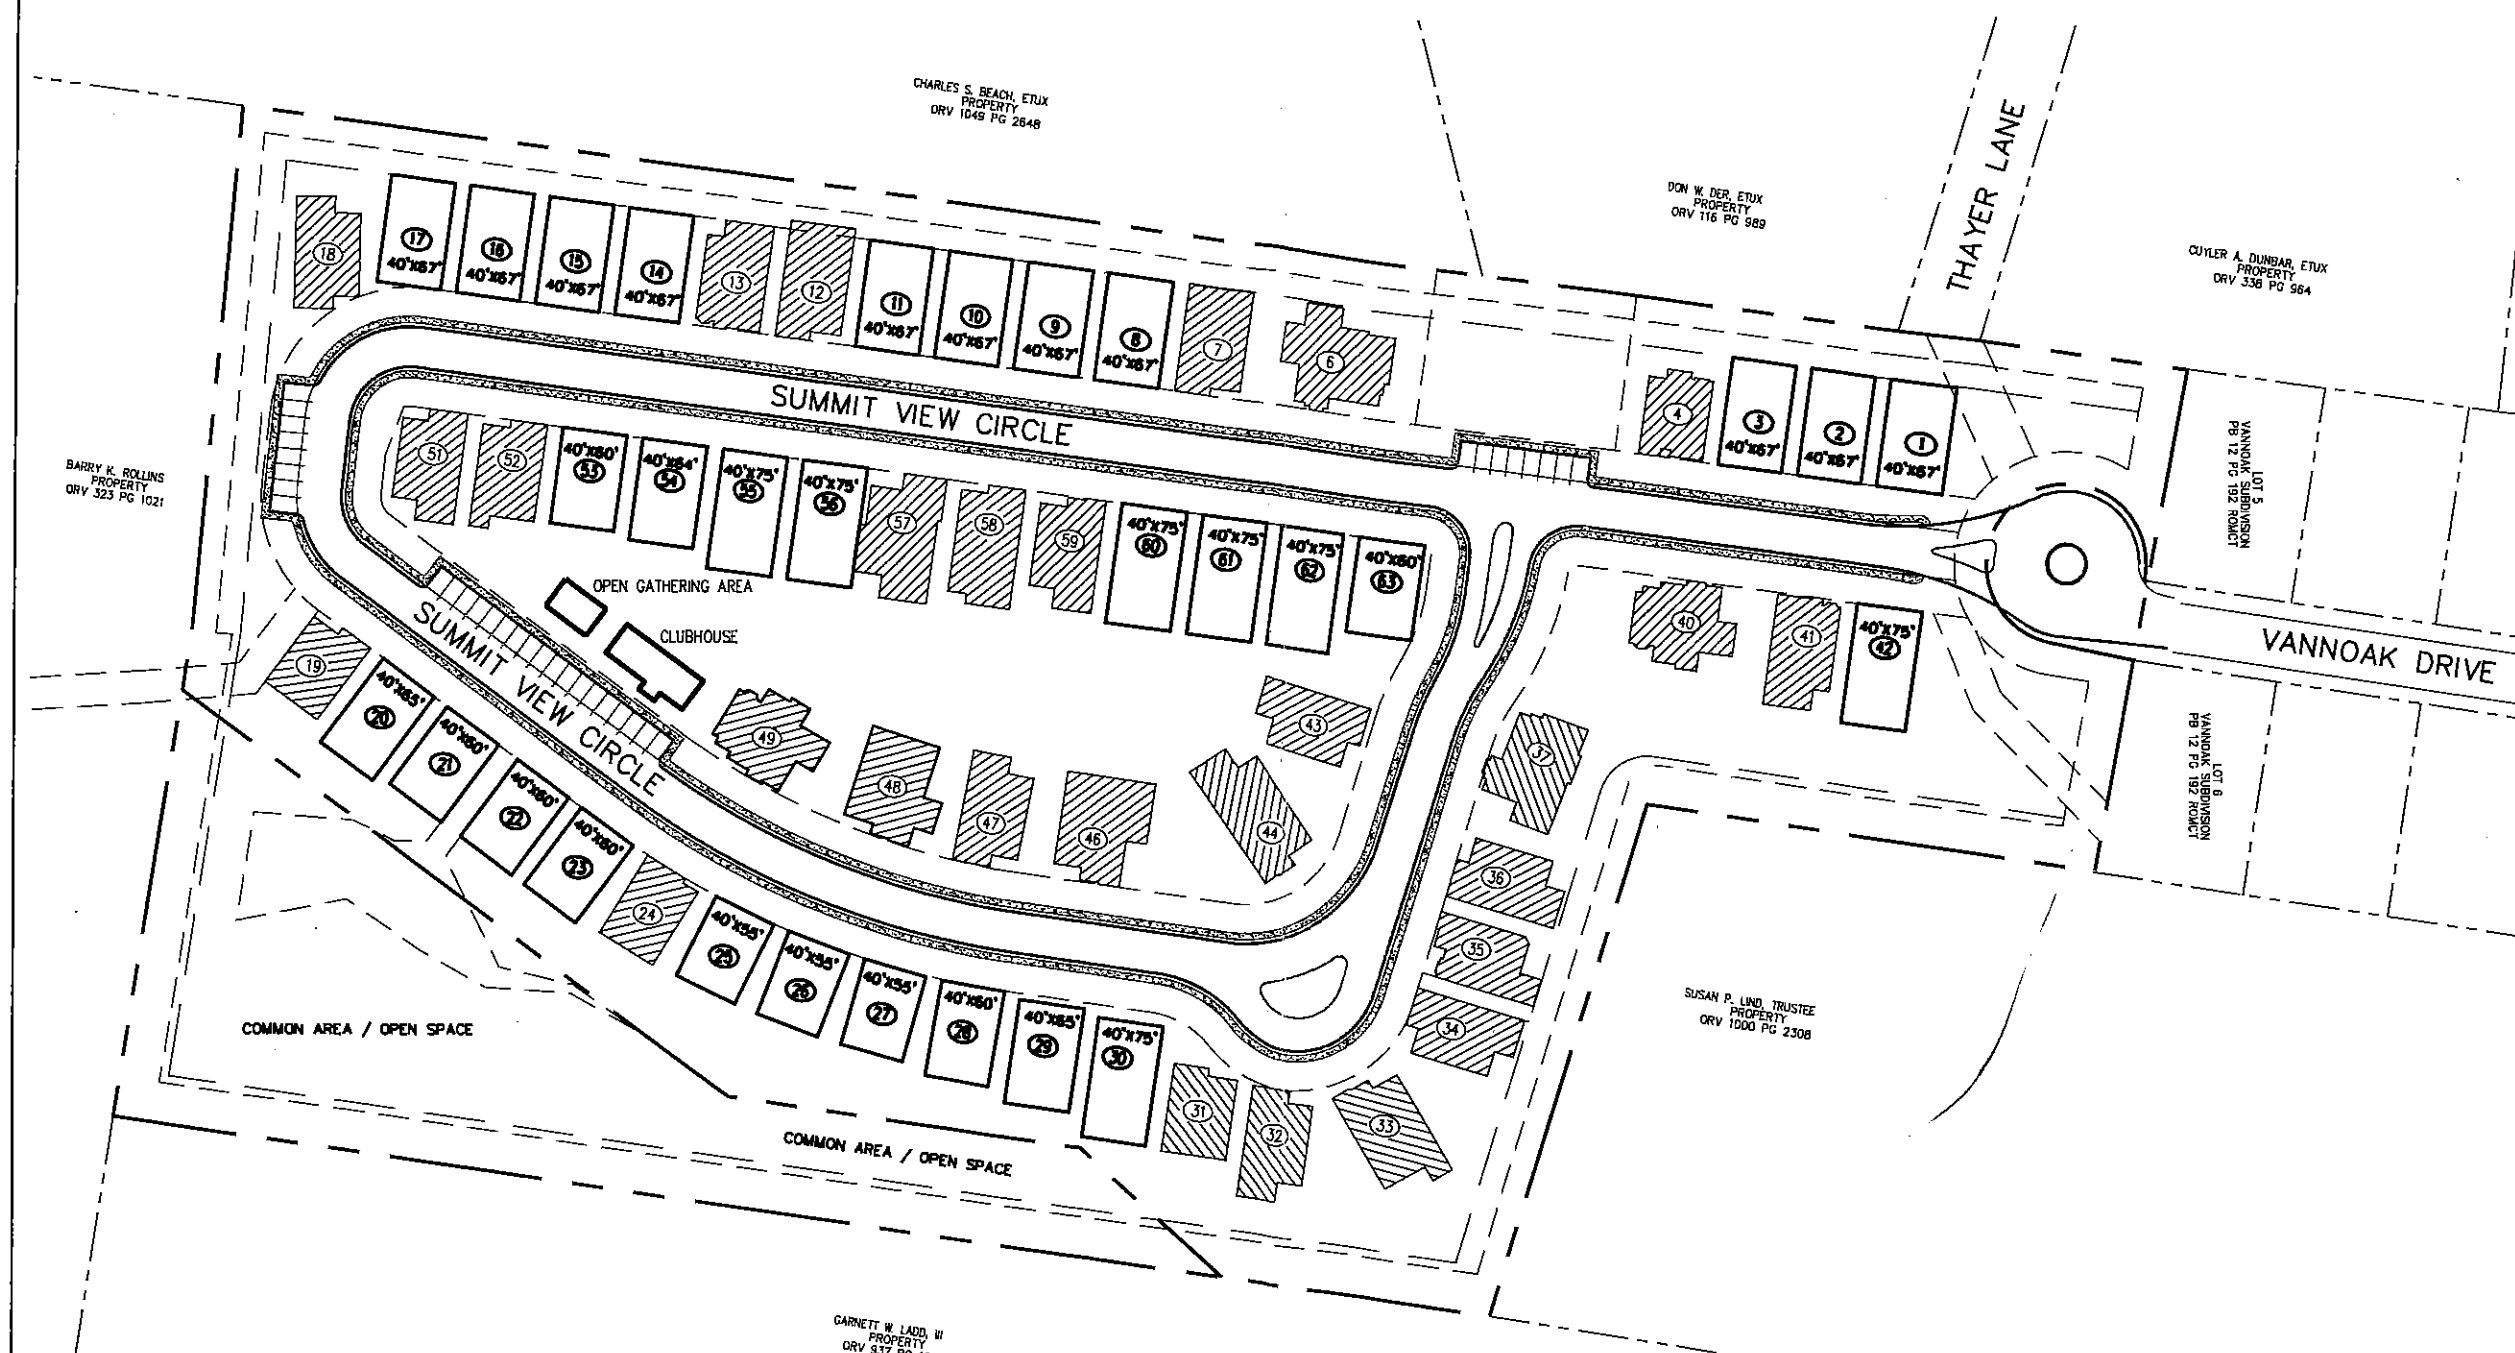 CHARLES S. BEACH, ETUX
PROPERTY
ORV 1049 PG 2648
DON W. DER, ETUX
PROPERTY
ORV 116 PG 989
THAYER LANE
CUYLER A. DUNBAR, ETUX
PROPERTY
ORV 338 PG 964
18
17
40'X67'
16
40'X67'
15
40'X67'
14
40'X67'
13
12
11
40'X67'
10
40'X67'
9
40'X67'
8
40'X67'
7
6
4
3
40'X67'
2
40'X67'
1
40'X67'
SUMMIT VIEW CIRCLE
LOT 5
VANNOAK SUBDIVISION
PB 12 PG 192 ROMCT
BARRY K. ROLLINS
PROPERTY
ORV 323 PG 1021
51
52
40'X60'
53
40'X64'
54
40'X75'
55
40'X75'
56
57
58
59
40'X75'
60
40'X75'
61
40'X75'
62
40'X60'
63
OPEN GATHERING AREA
CLUBHOUSE
SUMMIT VIEW CIRCLE
40
41
40'X75'
42
VANNOAK DRIVE
LOT 6
VANNOAK SUBDIVISION
PB 12 PG 192 ROMCT
19
40'X65'
20
40'X60'
21
40'X60'
22
40'X60'
23
24
49
48
47
46
44
43
37
36
35
34
40'X55'
25
40'X55'
26
40'X55'
27
40'X60'
28
40'X65'
29
40'X75'
30
31
32
33
SUSAN P. LIND, TRUSTEE
PROPERTY
ORV 1000 PG 2308
COMMON AREA / OPEN SPACE
COMMON AREA / OPEN SPACE
GARNETT W. LADD, III
PROPERTY
ORV 937 PG